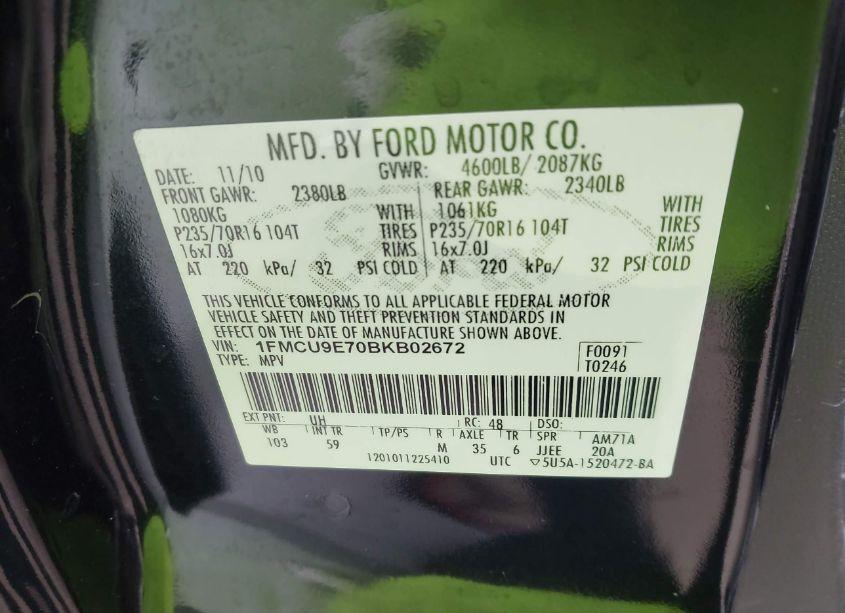 MFD. BY FORD MOTOR CO.
DATE: 11/10 GVWR: 4600LB/ 2087KG
FRONT GAWR: 2380LB REAR GAWR: 2340LB
1080KG WITH 1061KG WITH
P235/70R16 104T TIRES P235/70R16 104T TIRES
16x7.0J RIMS 16x7.0J RIMS
AT 220 kPa/ 32 PSI COLD AT 220 kPa/ 32 PSI COLD
THIS VEHICLE CONFORMS TO ALL APPLICABLE FEDERAL MOTOR
VEHICLE SAFETY AND THEFT PREVENTION STANDARDS IN
EFFECT ON THE DATE OF MANUFACTURE SHOWN ABOVE.
VIN: 1FMCU9E70BKB02672 F0091
TYPE: MPV T0246
EXT PNT: UH RC: 48 DSO:
WB INT TR TP/PS R AXLE TR SPR AM71A
103 59 M 35 6 JJEE 20A
1201011225410 UTC ▽5U5A-1520472-BA